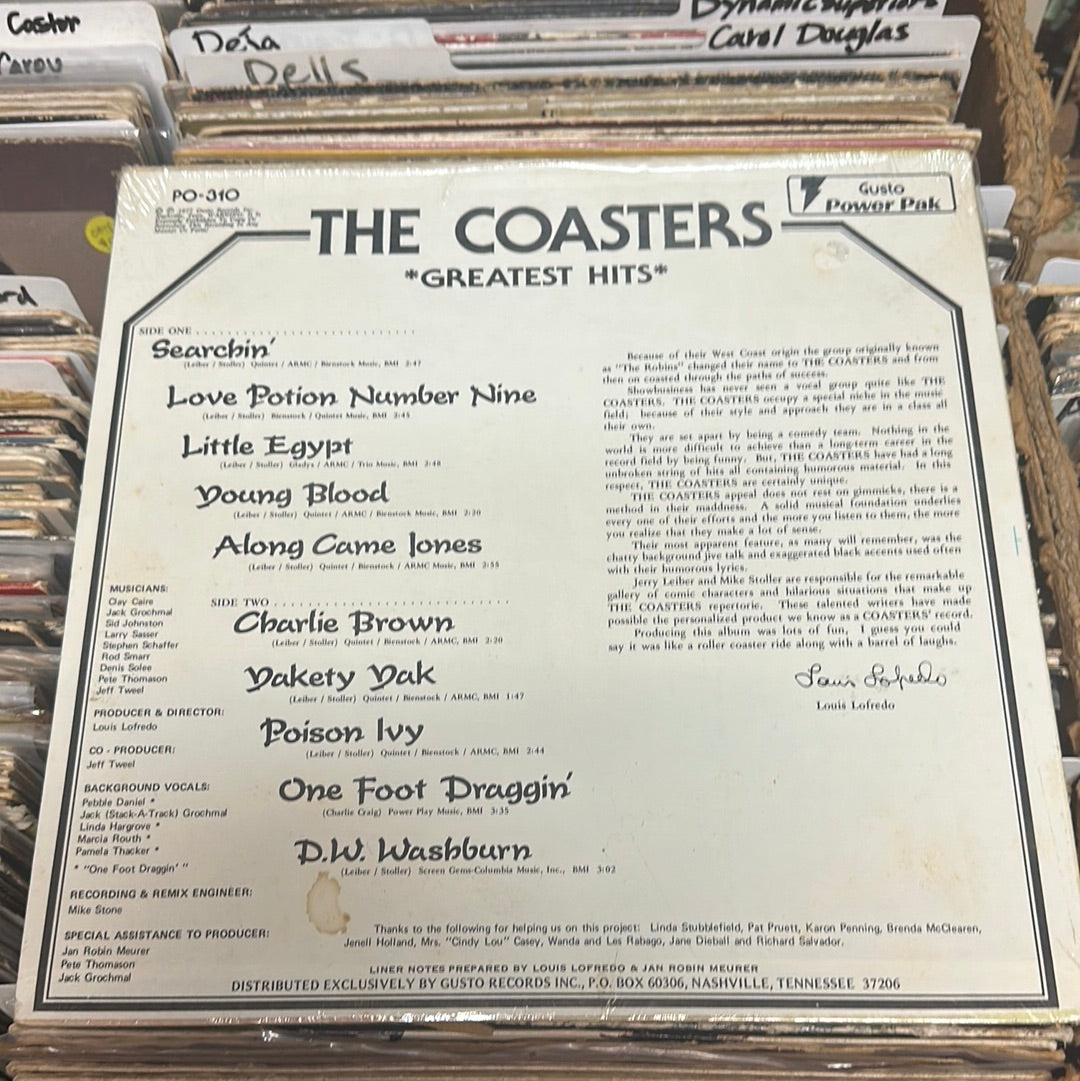 Castor
Dynamic Superiors
Carol Douglas
Dells
PO-310
Gusto
Power Pak
THE COASTERS
*GREATEST HITS*
SIDE ONE
Searchin'
(Leiber / Stoller) Quintet / ARMC / Bienstock Music, BMI 2:47
Love Potion Number Nine
(Leiber / Stoller) Bienstock / Quintet Music, BMI 2:45
Little Egypt
(Leiber / Stoller) Gladys / ARMC / Trio Music, BMI 2:48
Young Blood
(Leiber / Stoller) Quintet / ARMC / Bienstock Music, BMI 2:20
Along Came Jones
(Leiber / Stoller) Quintet / Bienstock / ARMC Music, BMI 2:55
SIDE TWO
Charlie Brown
(Leiber / Stoller) Quintet / Bienstock / ARMC, BMI 2:20
Yakety Yak
(Leiber / Stoller) Quintet / Bienstock / ARMC, BMI 1:47
Poison Ivy
(Leiber / Stoller) Quintet / Bienstock / ARMC, BMI 2:44
One Foot Draggin'
(Charlie Craig) Power Play Music, BMI 3:35
D.W. Washburn
(Leiber / Stoller) Screen Gems-Columbia Music, Inc., BMI 3:02
MUSICIANS:
Clay Caire
Jack Grochmal
Sid Johnston
Larry Sasser
Stephen Schaffer
Rod Smarr
Denis Solee
Pete Thomason
Jeff Tweel
PRODUCER & DIRECTOR:
Louis Lofredo
CO - PRODUCER:
Jeff Tweel
BACKGROUND VOCALS:
Pebble Daniel *
Jack (Stack-A-Track) Grochmal
Linda Hargrove *
Marcia Routh *
Pamela Thacker *
* "One Foot Draggin' "
RECORDING & REMIX ENGINEER:
Mike Stone
SPECIAL ASSISTANCE TO PRODUCER:
Jan Robin Meurer
Pete Thomason
Jack Grochmal
Because of their West Coast origin the group originally known
as "The Robins" changed their name to THE COASTERS and from
then on coasted through the paths of success.
Showbusiness has never seen a vocal group quite like THE
COASTERS. THE COASTERS occupy a special niche in the music
field; because of their style and approach they are in a class all
their own.
They are set apart by being a comedy team. Nothing in the
world is more difficult to achieve than a long-term career in the
record field by being funny. But, THE COASTERS have had a long
unbroken string of hits all containing humorous material. In this
respect, THE COASTERS are certainly unique.
THE COASTERS appeal does not rest on gimmicks, there is a
method in their maddness. A solid musical foundation underlies
every one of their efforts and the more you listen to them, the more
you realize that they make a lot of sense.
Their most apparent feature, as many will remember, was the
chatty background jive talk and exaggerated black accents used often
with their humorous lyrics.
Jerry Leiber and Mike Stoller are responsible for the remarkable
gallery of comic characters and hilarious situations that make up
THE COASTERS repertorie. These talented writers have made
possible the personalized product we know as a COASTERS' record.
Producing this album was lots of fun. I guess you could
say it was like a roller coaster ride along with a barrel of laughs.
Louis Lofredo
Louis Lofredo
Thanks to the following for helping us on this project: Linda Stubblefield, Pat Pruett, Karon Penning, Brenda McClearen,
Jenell Holland, Mrs. "Cindy Lou" Casey, Wanda and Les Rabago, Jane Dieball and Richard Salvador.
LINER NOTES PREPARED BY LOUIS LOFREDO & JAN ROBIN MEURER
DISTRIBUTED EXCLUSIVELY BY GUSTO RECORDS INC., P.O. BOX 60306, NASHVILLE, TENNESSEE 37206